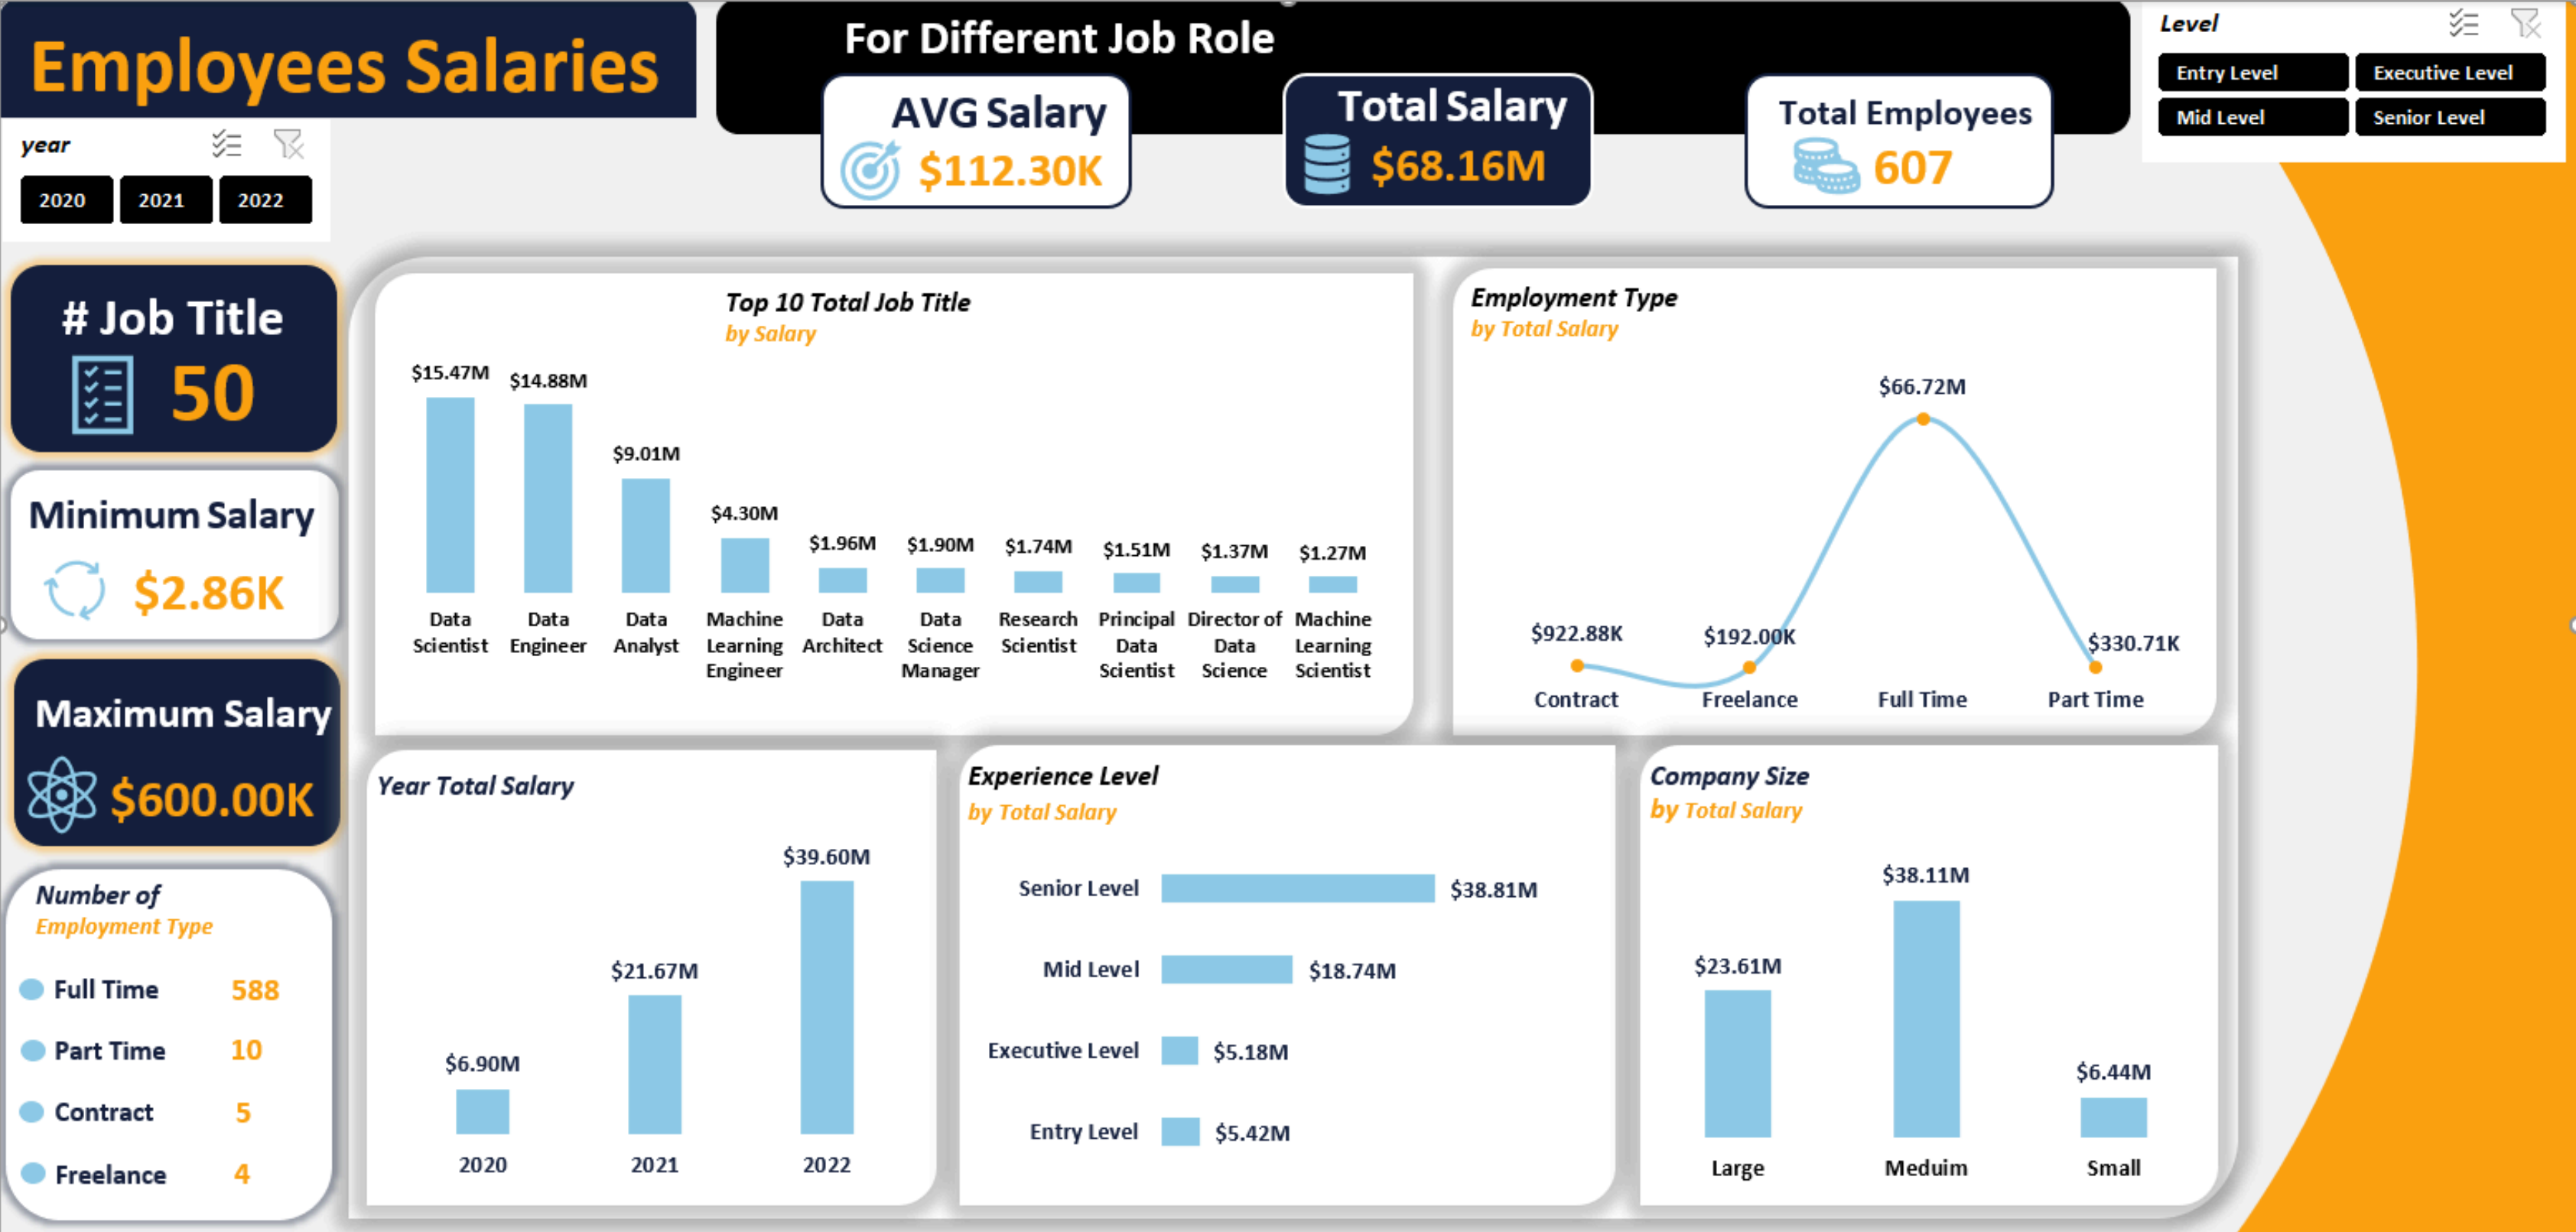 Employees Salaries
For Different Job Role
AVG Salary
$112.30K
Total Salary
$68.16M
Total Employees
607
Level
Entry Level
Executive Level
Mid Level
Senior Level
year
2020
2021
2022
# Job Title
50
Minimum Salary
$2.86K
Maximum Salary
$600.00K
Number of
Employment Type
Full Time 588
Part Time 10
Contract 5
Freelance 4
Top 10 Total Job Title
by Salary
$15.47M
$14.88M
$9.01M
$4.30M
$1.96M
$1.90M
$1.74M
$1.51M
$1.37M
$1.27M
Data
Scientist
Data
Engineer
Data
Analyst
Machine
Learning
Engineer
Data
Architect
Data
Science
Manager
Research
Scientist
Principal
Data
Scientist
Director of
Data
Science
Machine
Learning
Scientist
Employment Type
by Total Salary
$922.88K
$192.00K
$66.72M
$330.71K
Contract
Freelance
Full Time
Part Time
Year Total Salary
$6.90M
$21.67M
$39.60M
2020
2021
2022
Experience Level
by Total Salary
Senior Level $38.81M
Mid Level $18.74M
Executive Level $5.18M
Entry Level $5.42M
Company Size
by Total Salary
$23.61M
$38.11M
$6.44M
Large
Meduim
Small